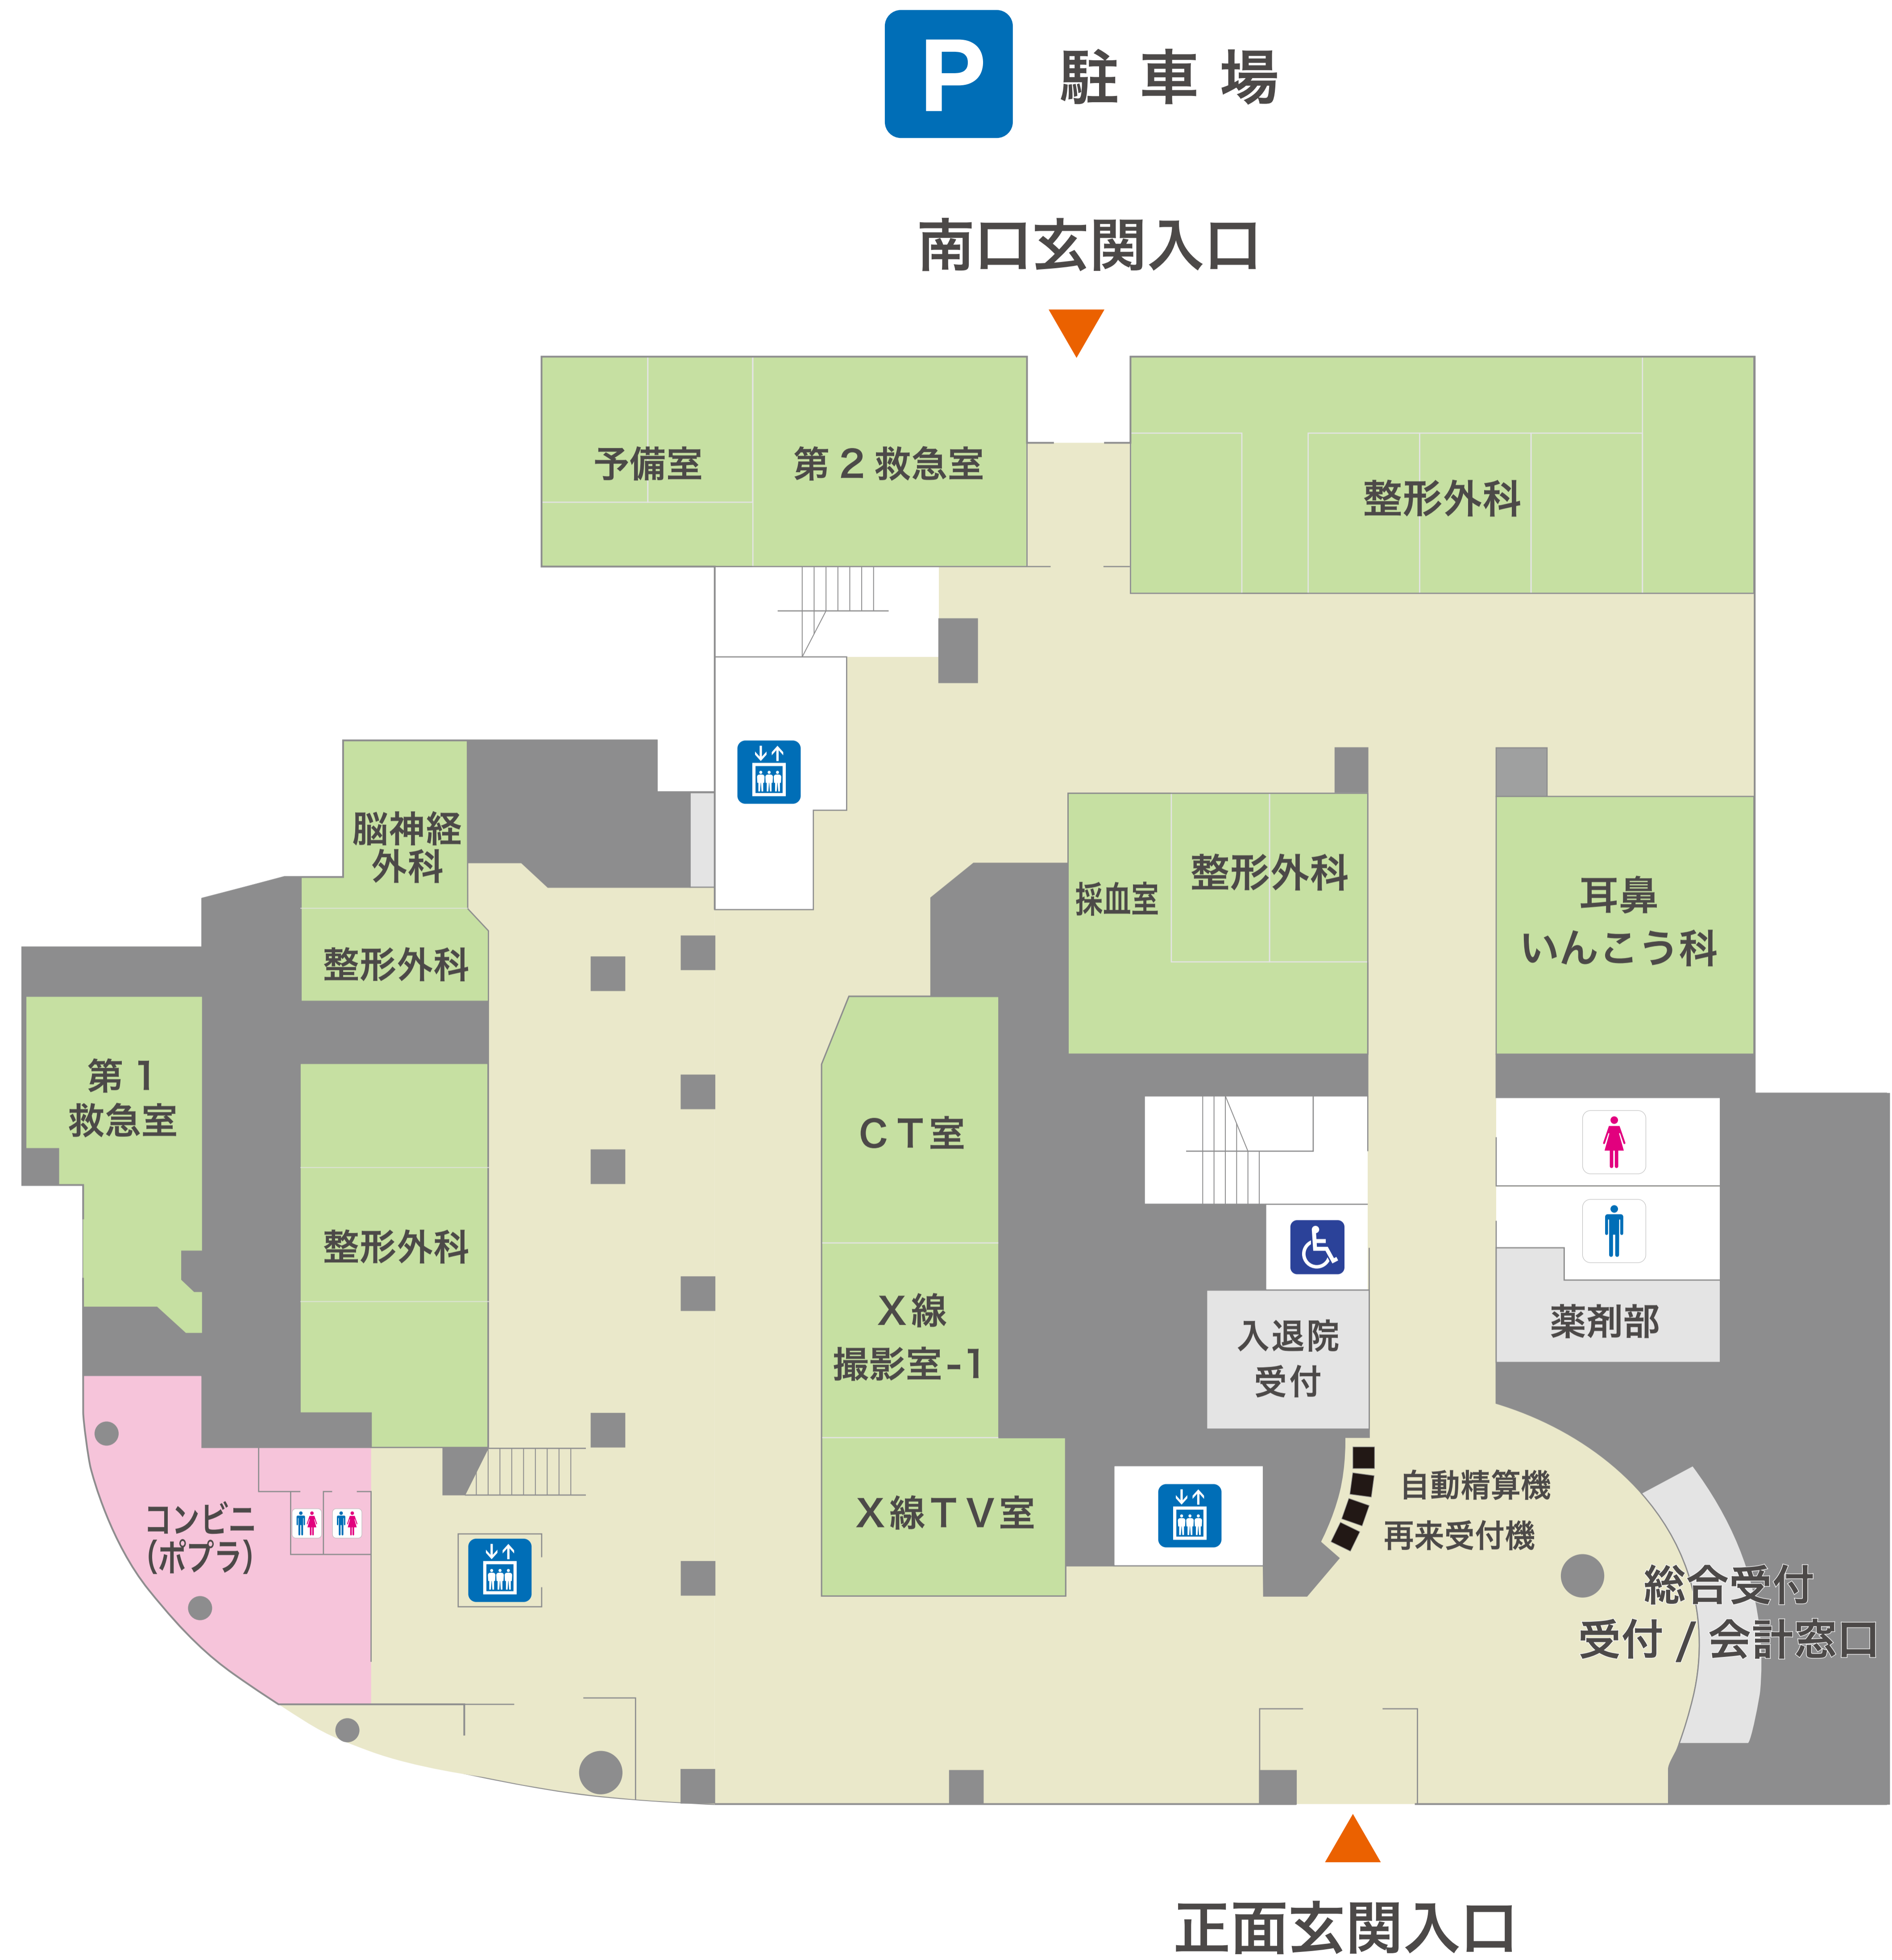 P 駐車場
南口玄関入口
予備室
第2救急室
整形外科
脳神経
外科
採血室
整形外科
耳鼻
いんこう科
整形外科
第1
救急室
CT室
整形外科
X線
撮影室-1
入退院
受付
薬剤部
コンビニ
(ポプラ)
X線TV室
自動精算機
再来受付機
総合受付
受付/会計窓口
正面玄関入口